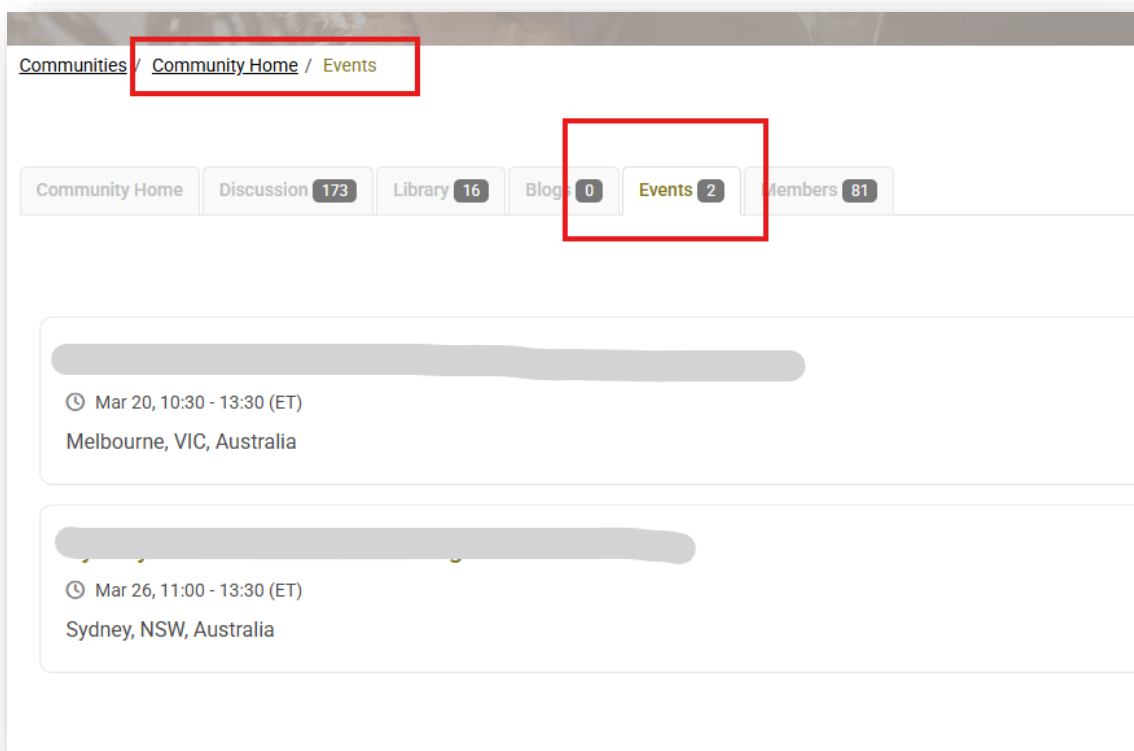 Communities / Community Home / Events
Community Home Discussion 173 Library 16 Blogs 0 Events 2 Members 81
Mar 20, 10:30 - 13:30 (ET)
Melbourne, VIC, Australia
Mar 26, 11:00 - 13:30 (ET)
Sydney, NSW, Australia